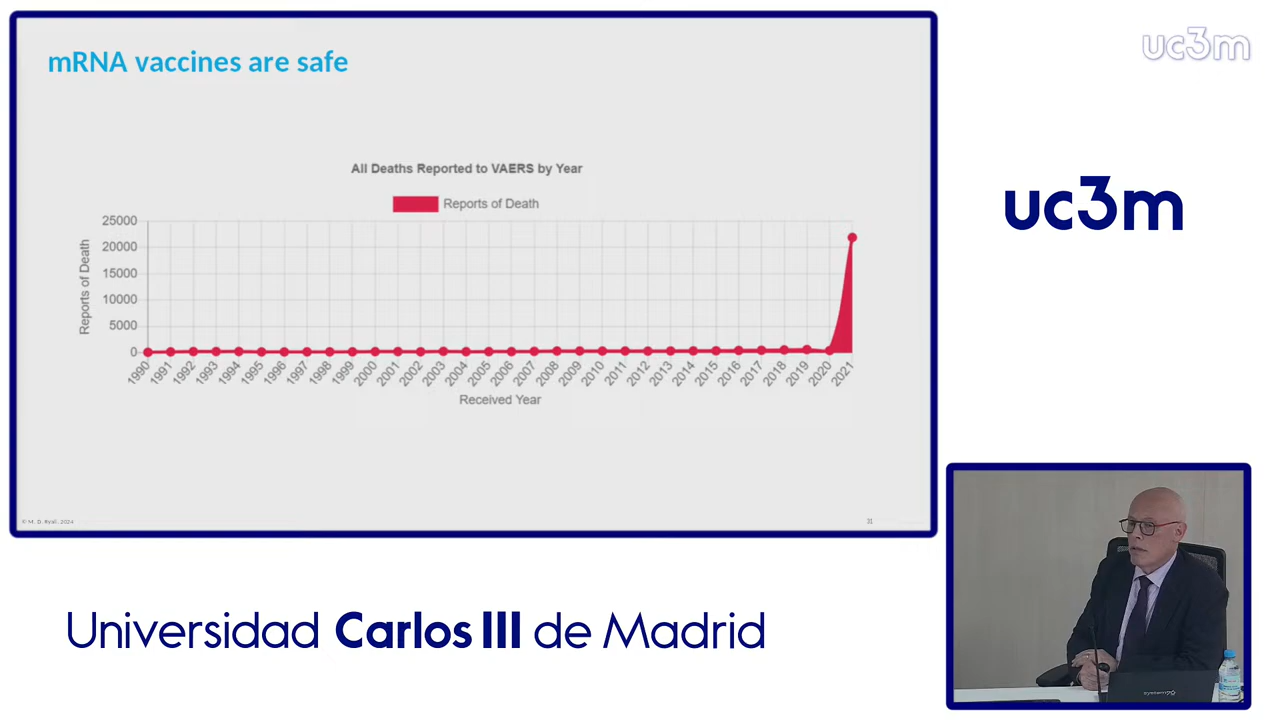 mRNA vaccines are safe
uc3m
All Deaths Reported to VAERS by Year
Reports of Death
25000
20000
15000
10000
5000
0
Reports of Death
1990 1991 1992 1993 1994 1995 1996 1997 1998 1999 2000 2001 2002 2003 2004 2005 2006 2007 2008 2009 2010 2011 2012 2013 2014 2015 2016 2017 2018 2019 2020 2021
Received Year
uc3m
31
Universidad Carlos III de Madrid